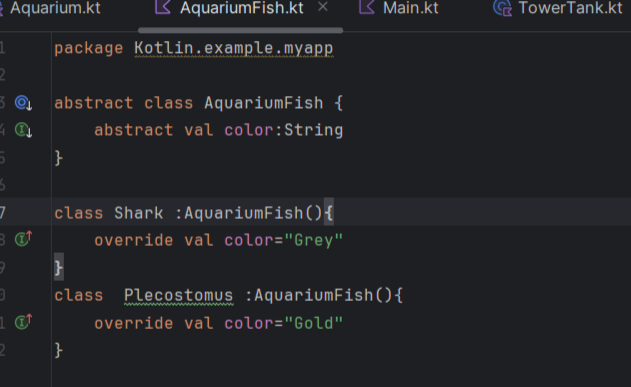 Aquarium.kt AquariumFish.kt × Main.kt TowerTank.kt
1 package Kotlin.example.myapp
2
3 abstract class AquariumFish {
4 abstract val color:String
5 }
6
7 class Shark :AquariumFish(){
8 override val color="Grey"
9 }
0 class  Plecostomus :AquariumFish(){
1 override val color="Gold"
2 }